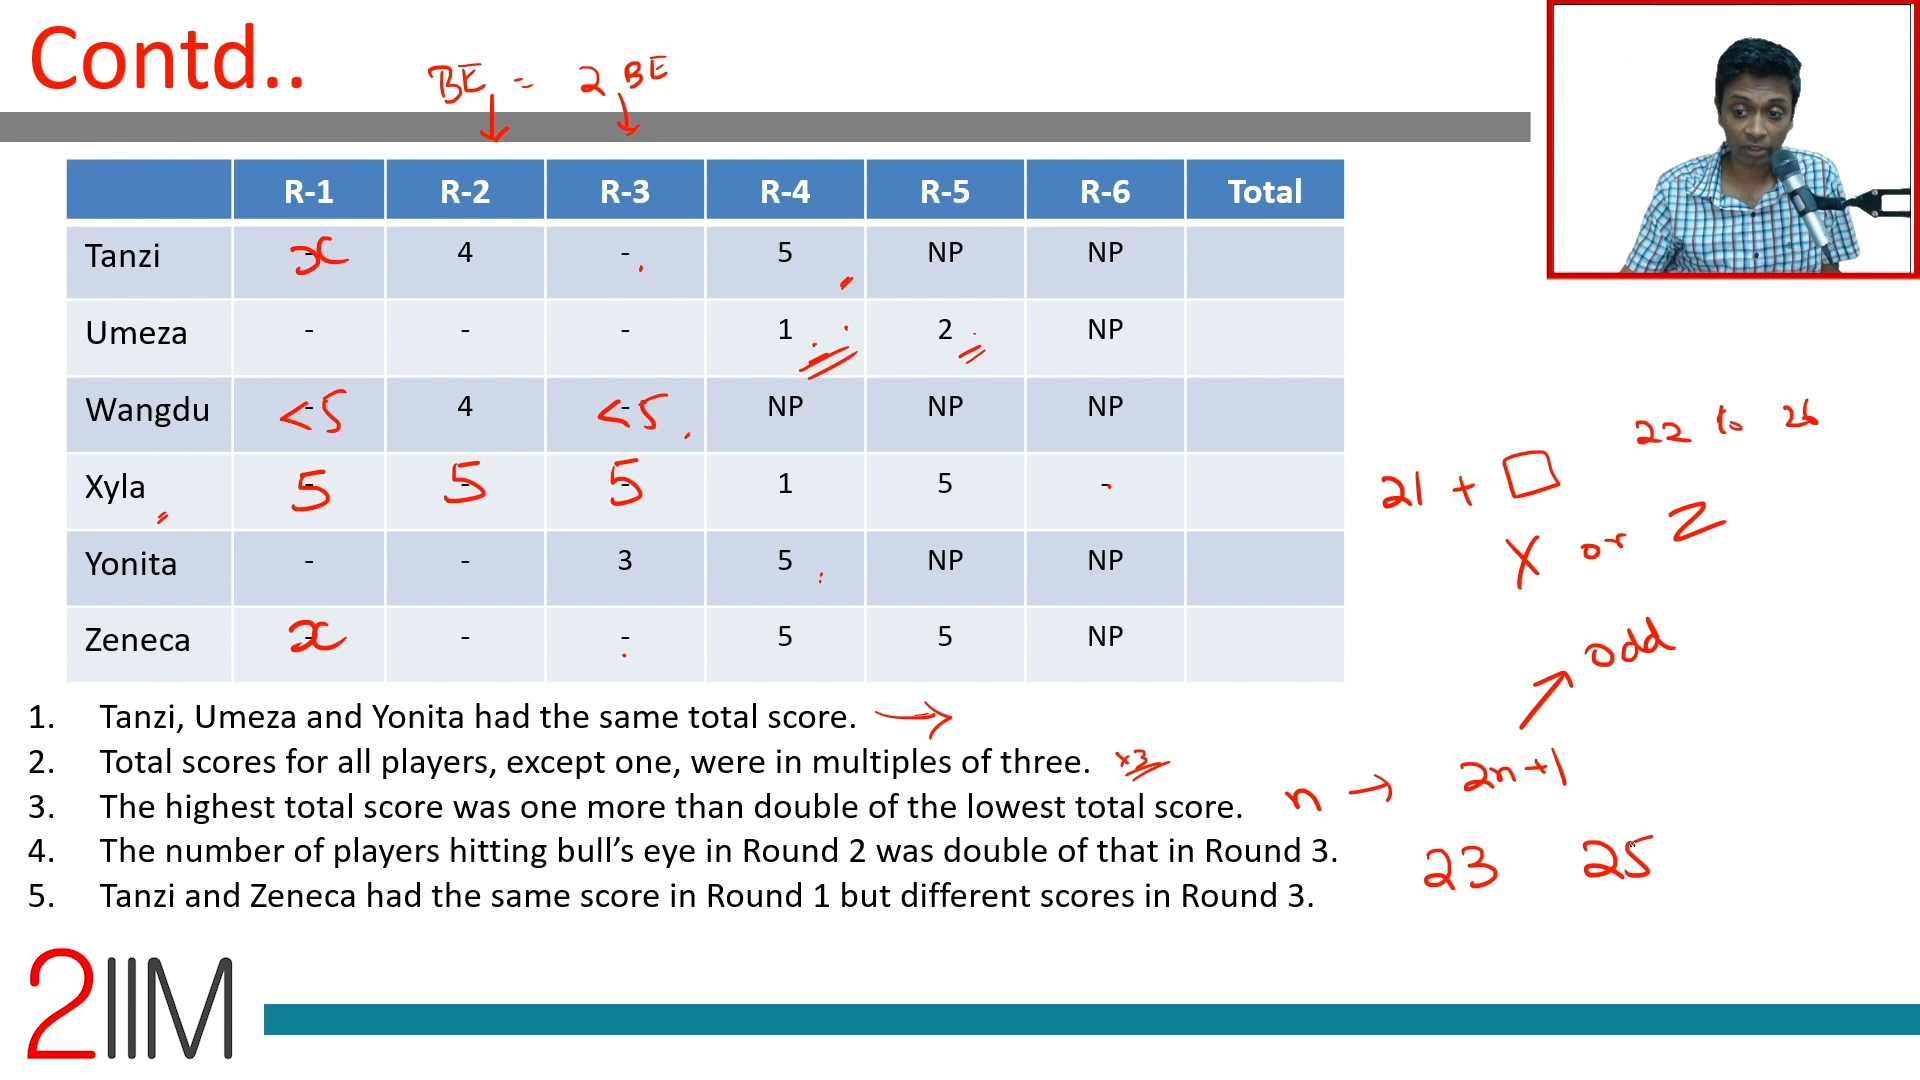 Contd..
BE = 2 BE
R-1 R-2 R-3 R-4 R-5 R-6 Total
Tanzi x 4 - 5 NP NP
Umeza - - - 1 2 NP
Wangdu <5 4 <5 NP NP NP
Xyla 5 5 5 1 5 -
Yonita - - 3 5 NP NP
Zeneca x - - 5 5 NP
22 to 26
21 + □
X or Z
odd
1. Tanzi, Umeza and Yonita had the same total score.
2. Total scores for all players, except one, were in multiples of three. x3
3. The highest total score was one more than double of the lowest total score. n → 2n+1
4. The number of players hitting bull's eye in Round 2 was double of that in Round 3. 23 25
5. Tanzi and Zeneca had the same score in Round 1 but different scores in Round 3.
2IIM